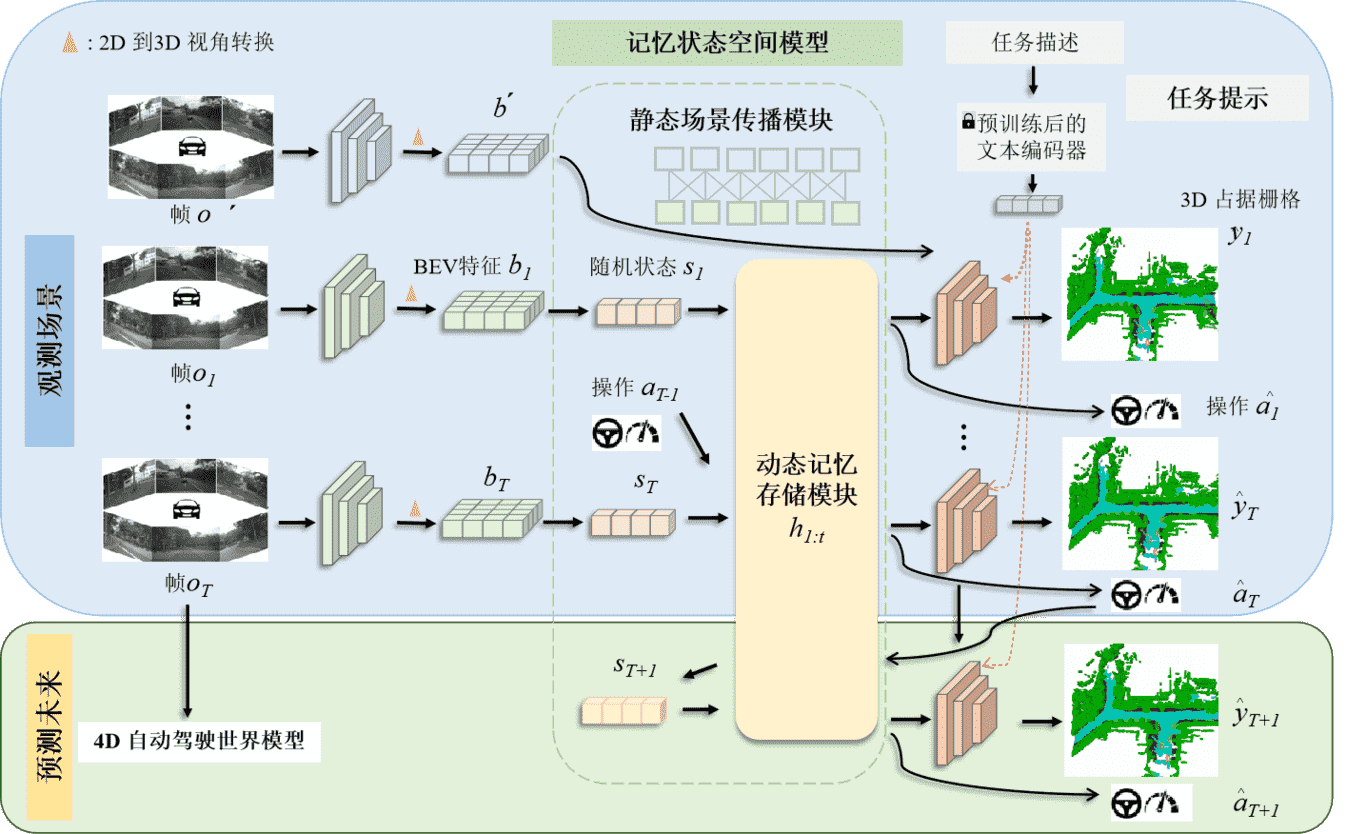 : 2D 到3D 视角转换
记忆状态空间模型
任务描述
任务提示
b´
静态场景传播模块
预训练后的
文本编码器
帧 o ´
3D 占据栅格
y1
观测场景
BEV特征 b1
随机状态 s1
帧o1
操作 aT-1
操作 â1
⋮
⋮
bT
sT
动态记忆
存储模块
h1:t
ŷT
帧oT
âT
预测未来
sT+1
ŷT+1
4D 自动驾驶世界模型
âT+1